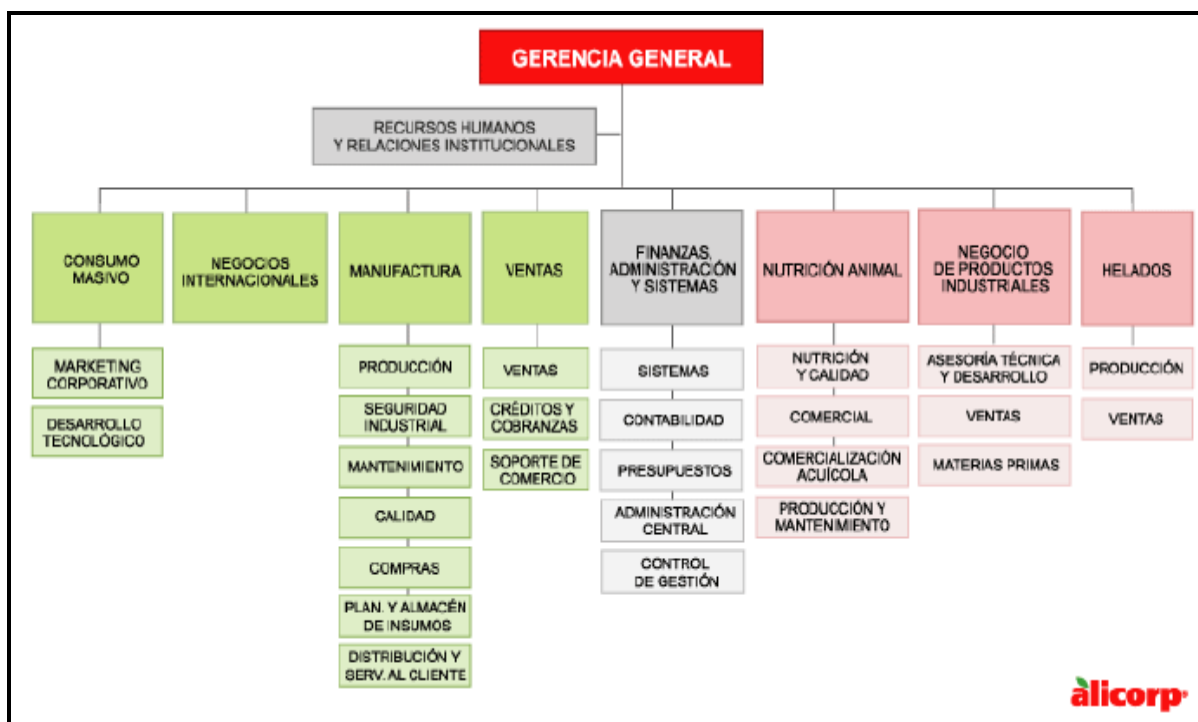 GERENCIA GENERAL
RECURSOS HUMANOS
Y RELACIONES INSTITUCIONALES
CONSUMO
MASIVO
MARKETING
CORPORATIVO
DESARROLLO
TECNOLÓGICO
NEGOCIOS
INTERNACIONALES
MANUFACTURA
PRODUCCIÓN
SEGURIDAD
INDUSTRIAL
MANTENIMIENTO
CALIDAD
COMPRAS
PLAN. Y ALMACÉN
DE INSUMOS
DISTRIBUCIÓN Y
SERV. AL CLIENTE
VENTAS
VENTAS
CRÉDITOS Y
COBRANZAS
SOPORTE DE
COMERCIO
FINANZAS,
ADMINISTRACIÓN
Y SISTEMAS
SISTEMAS
CONTABILIDAD
PRESUPUESTOS
ADMINISTRACIÓN
CENTRAL
CONTROL
DE GESTIÓN
NUTRICIÓN ANIMAL
NUTRICIÓN
Y CALIDAD
COMERCIAL
COMERCIALIZACIÓN
ACUÍCOLA
PRODUCCIÓN Y
MANTENIMIENTO
NEGOCIO
DE PRODUCTOS
INDUSTRIALES
ASESORÍA TÉCNICA
Y DESARROLLO
VENTAS
MATERIAS PRIMAS
HELADOS
PRODUCCIÓN
VENTAS
alicorp